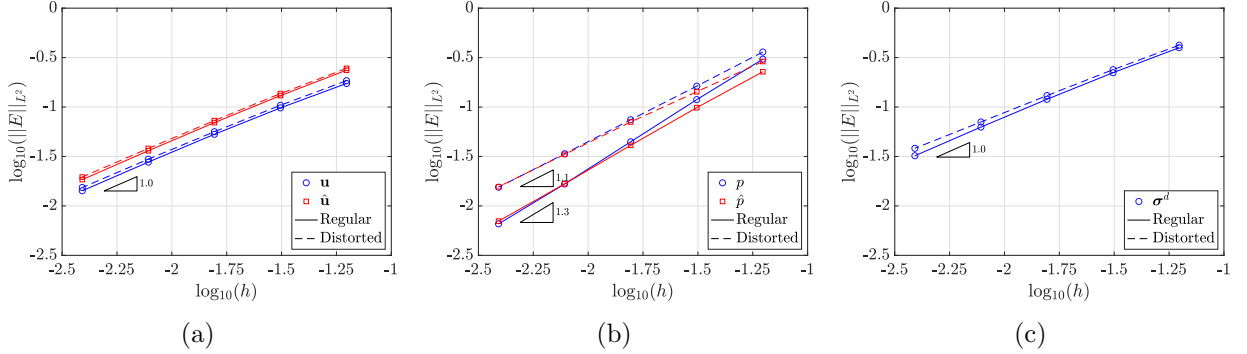 0
-0.5
-1
-1.5
-2
-2.5
-2.5 -2.25 -2 -1.75 -1.5 -1.25 -1
log₁₀(h)
log₁₀(||E||_{L²})
1.0
u
û
Regular
Distorted
(a)
0
-0.5
-1
-1.5
-2
-2.5
-2.5 -2.25 -2 -1.75 -1.5 -1.25 -1
log₁₀(h)
log₁₀(||E||_{L²})
1.1
1.3
p
p̂
Regular
Distorted
(b)
0
-0.5
-1
-1.5
-2
-2.5
-2.5 -2.25 -2 -1.75 -1.5 -1.25 -1
log₁₀(h)
log₁₀(||E||_{L²})
1.0
σᵈ
Regular
Distorted
(c)